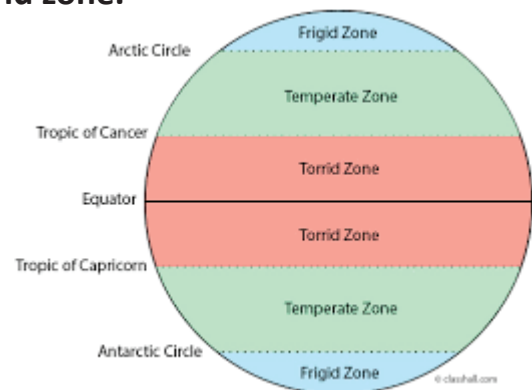 Frigid Zone
Arctic Circle
Temperate Zone
Tropic of Cancer
Torrid Zone
Equator
Torrid Zone
Tropic of Capricorn
Temperate Zone
Antarctic Circle
Frigid Zone
© classhall.com